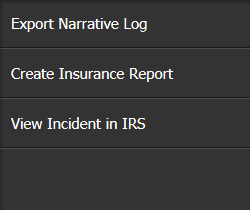 Export Narrative Log
Create Insurance Report
View Incident in IRS